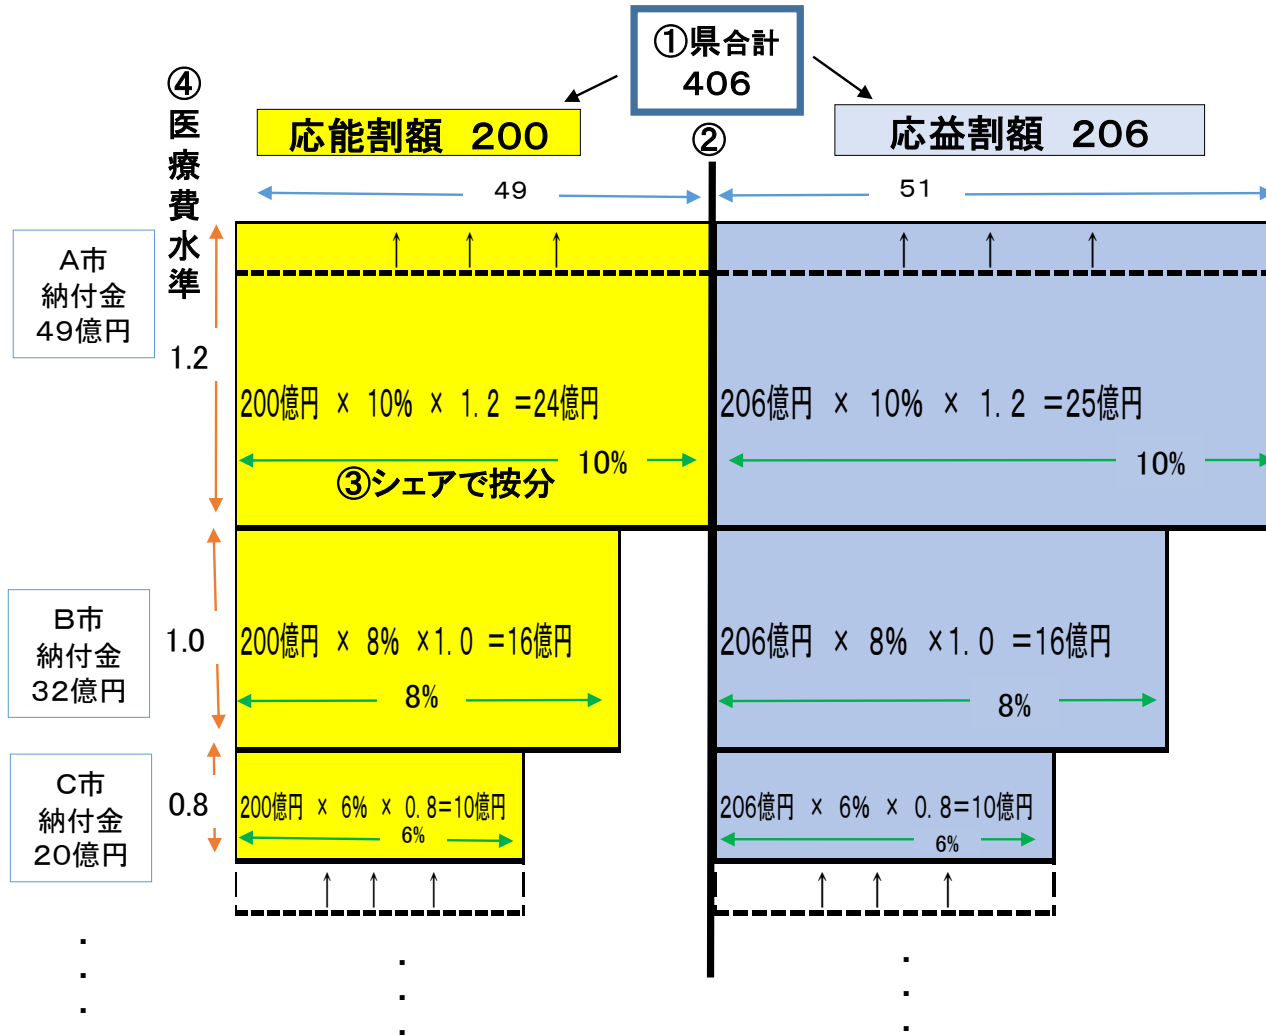 ①県合計
406
④
医
療
費
水
準
応能割額 200
②
応益割額 206
49
51
A市
納付金
49億円
1.2
200億円 × 10% × 1.2 =24億円
206億円 × 10% × 1.2 =25億円
10%
10%
③シェアで按分
B市
納付金
32億円
1.0
200億円 × 8% ×1.0 =16億円
206億円 × 8% ×1.0 =16億円
8%
8%
C市
納付金
20億円
0.8
200億円 × 6% × 0.8=10億円
206億円 × 6% × 0.8=10億円
6%
6%